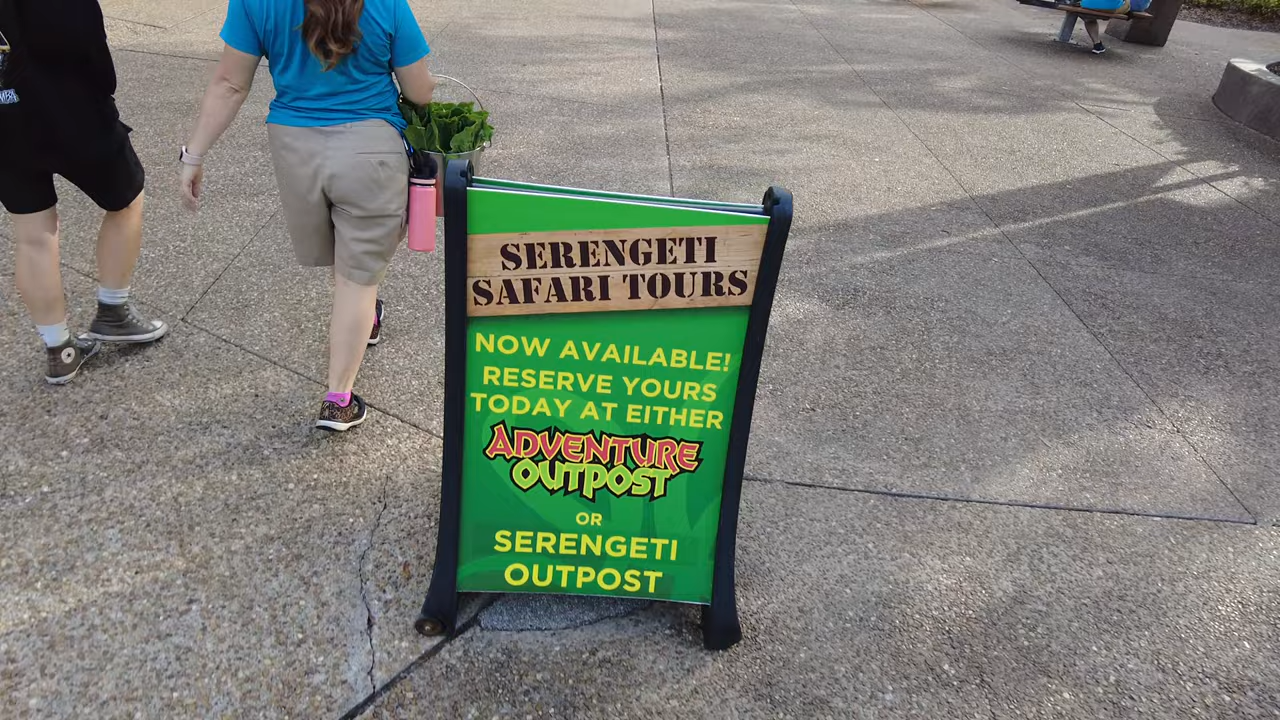 SERENGETI
SAFARI TOURS
NOW AVAILABLE!
RESERVE YOURS
TODAY AT EITHER
ADVENTURE
OUTPOST
OR
SERENGETI
OUTPOST